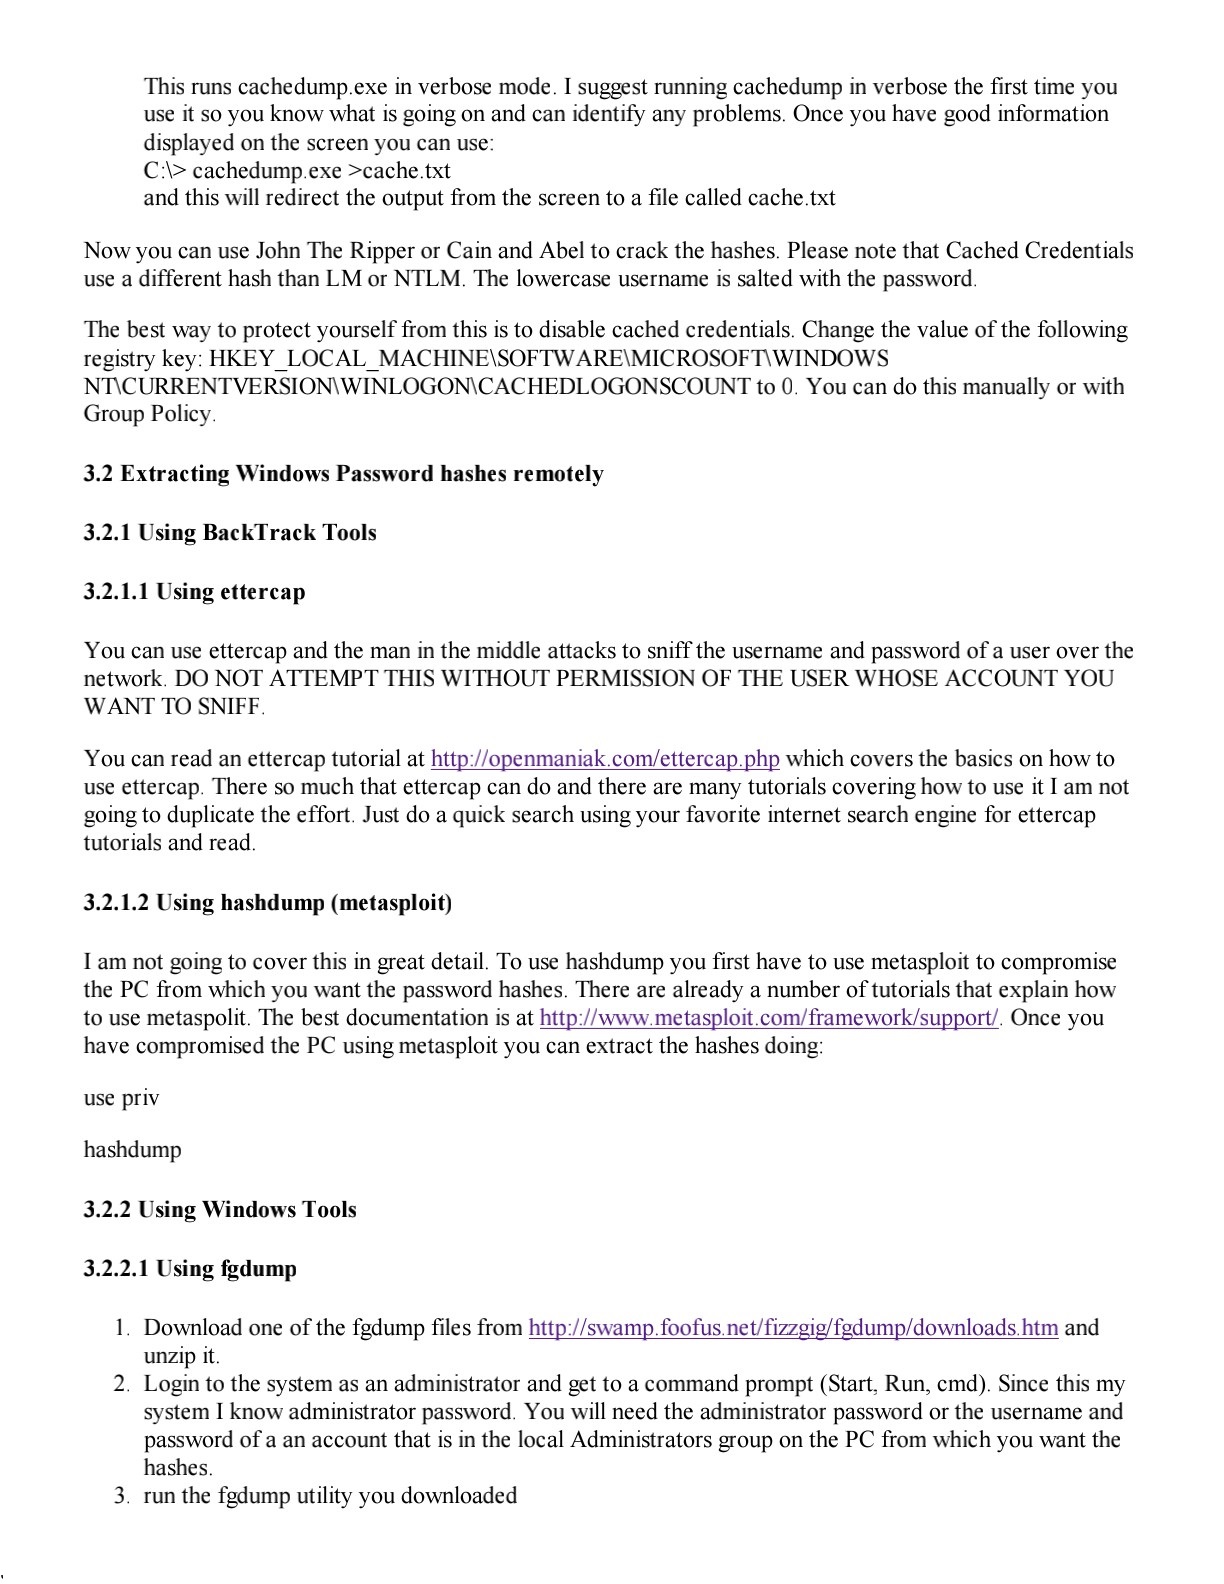 This runs cachedump.exe in verbose mode. I suggest running cachedump in verbose the first time you
use it so you know what is going on and can identify any problems. Once you have good information
displayed on the screen you can use:
C:\> cachedump.exe >cache.txt
and this will redirect the output from the screen to a file called cache.txt
Now you can use John The Ripper or Cain and Abel to crack the hashes. Please note that Cached Credentials
use a different hash than LM or NTLM. The lowercase username is salted with the password.
The best way to protect yourself from this is to disable cached credentials. Change the value of the following
registry key: HKEY_LOCAL_MACHINE\SOFTWARE\MICROSOFT\WINDOWS
NT\CURRENTVERSION\WINLOGON\CACHEDLOGONSCOUNT to 0. You can do this manually or with
Group Policy.
3.2 Extracting Windows Password hashes remotely
3.2.1 Using BackTrack Tools
3.2.1.1 Using ettercap
You can use ettercap and the man in the middle attacks to sniff the username and password of a user over the
network. DO NOT ATTEMPT THIS WITHOUT PERMISSION OF THE USER WHOSE ACCOUNT YOU
WANT TO SNIFF.
You can read an ettercap tutorial at http://openmaniak.com/ettercap.php which covers the basics on how to
use ettercap. There so much that ettercap can do and there are many tutorials covering how to use it I am not
going to duplicate the effort. Just do a quick search using your favorite internet search engine for ettercap
tutorials and read.
3.2.1.2 Using hashdump (metasploit)
I am not going to cover this in great detail. To use hashdump you first have to use metasploit to compromise
the PC from which you want the password hashes. There are already a number of tutorials that explain how
to use metaspolit. The best documentation is at http://www.metasploit.com/framework/support/. Once you
have compromised the PC using metasploit you can extract the hashes doing:
use priv
hashdump
3.2.2 Using Windows Tools
3.2.2.1 Using fgdump
1. Download one of the fgdump files from http://swamp.foofus.net/fizzgig/fgdump/downloads.htm and
unzip it.
2. Login to the system as an administrator and get to a command prompt (Start, Run, cmd). Since this my
system I know administrator password. You will need the administrator password or the username and
password of a an account that is in the local Administrators group on the PC from which you want the
hashes.
3. run the fgdump utility you downloaded